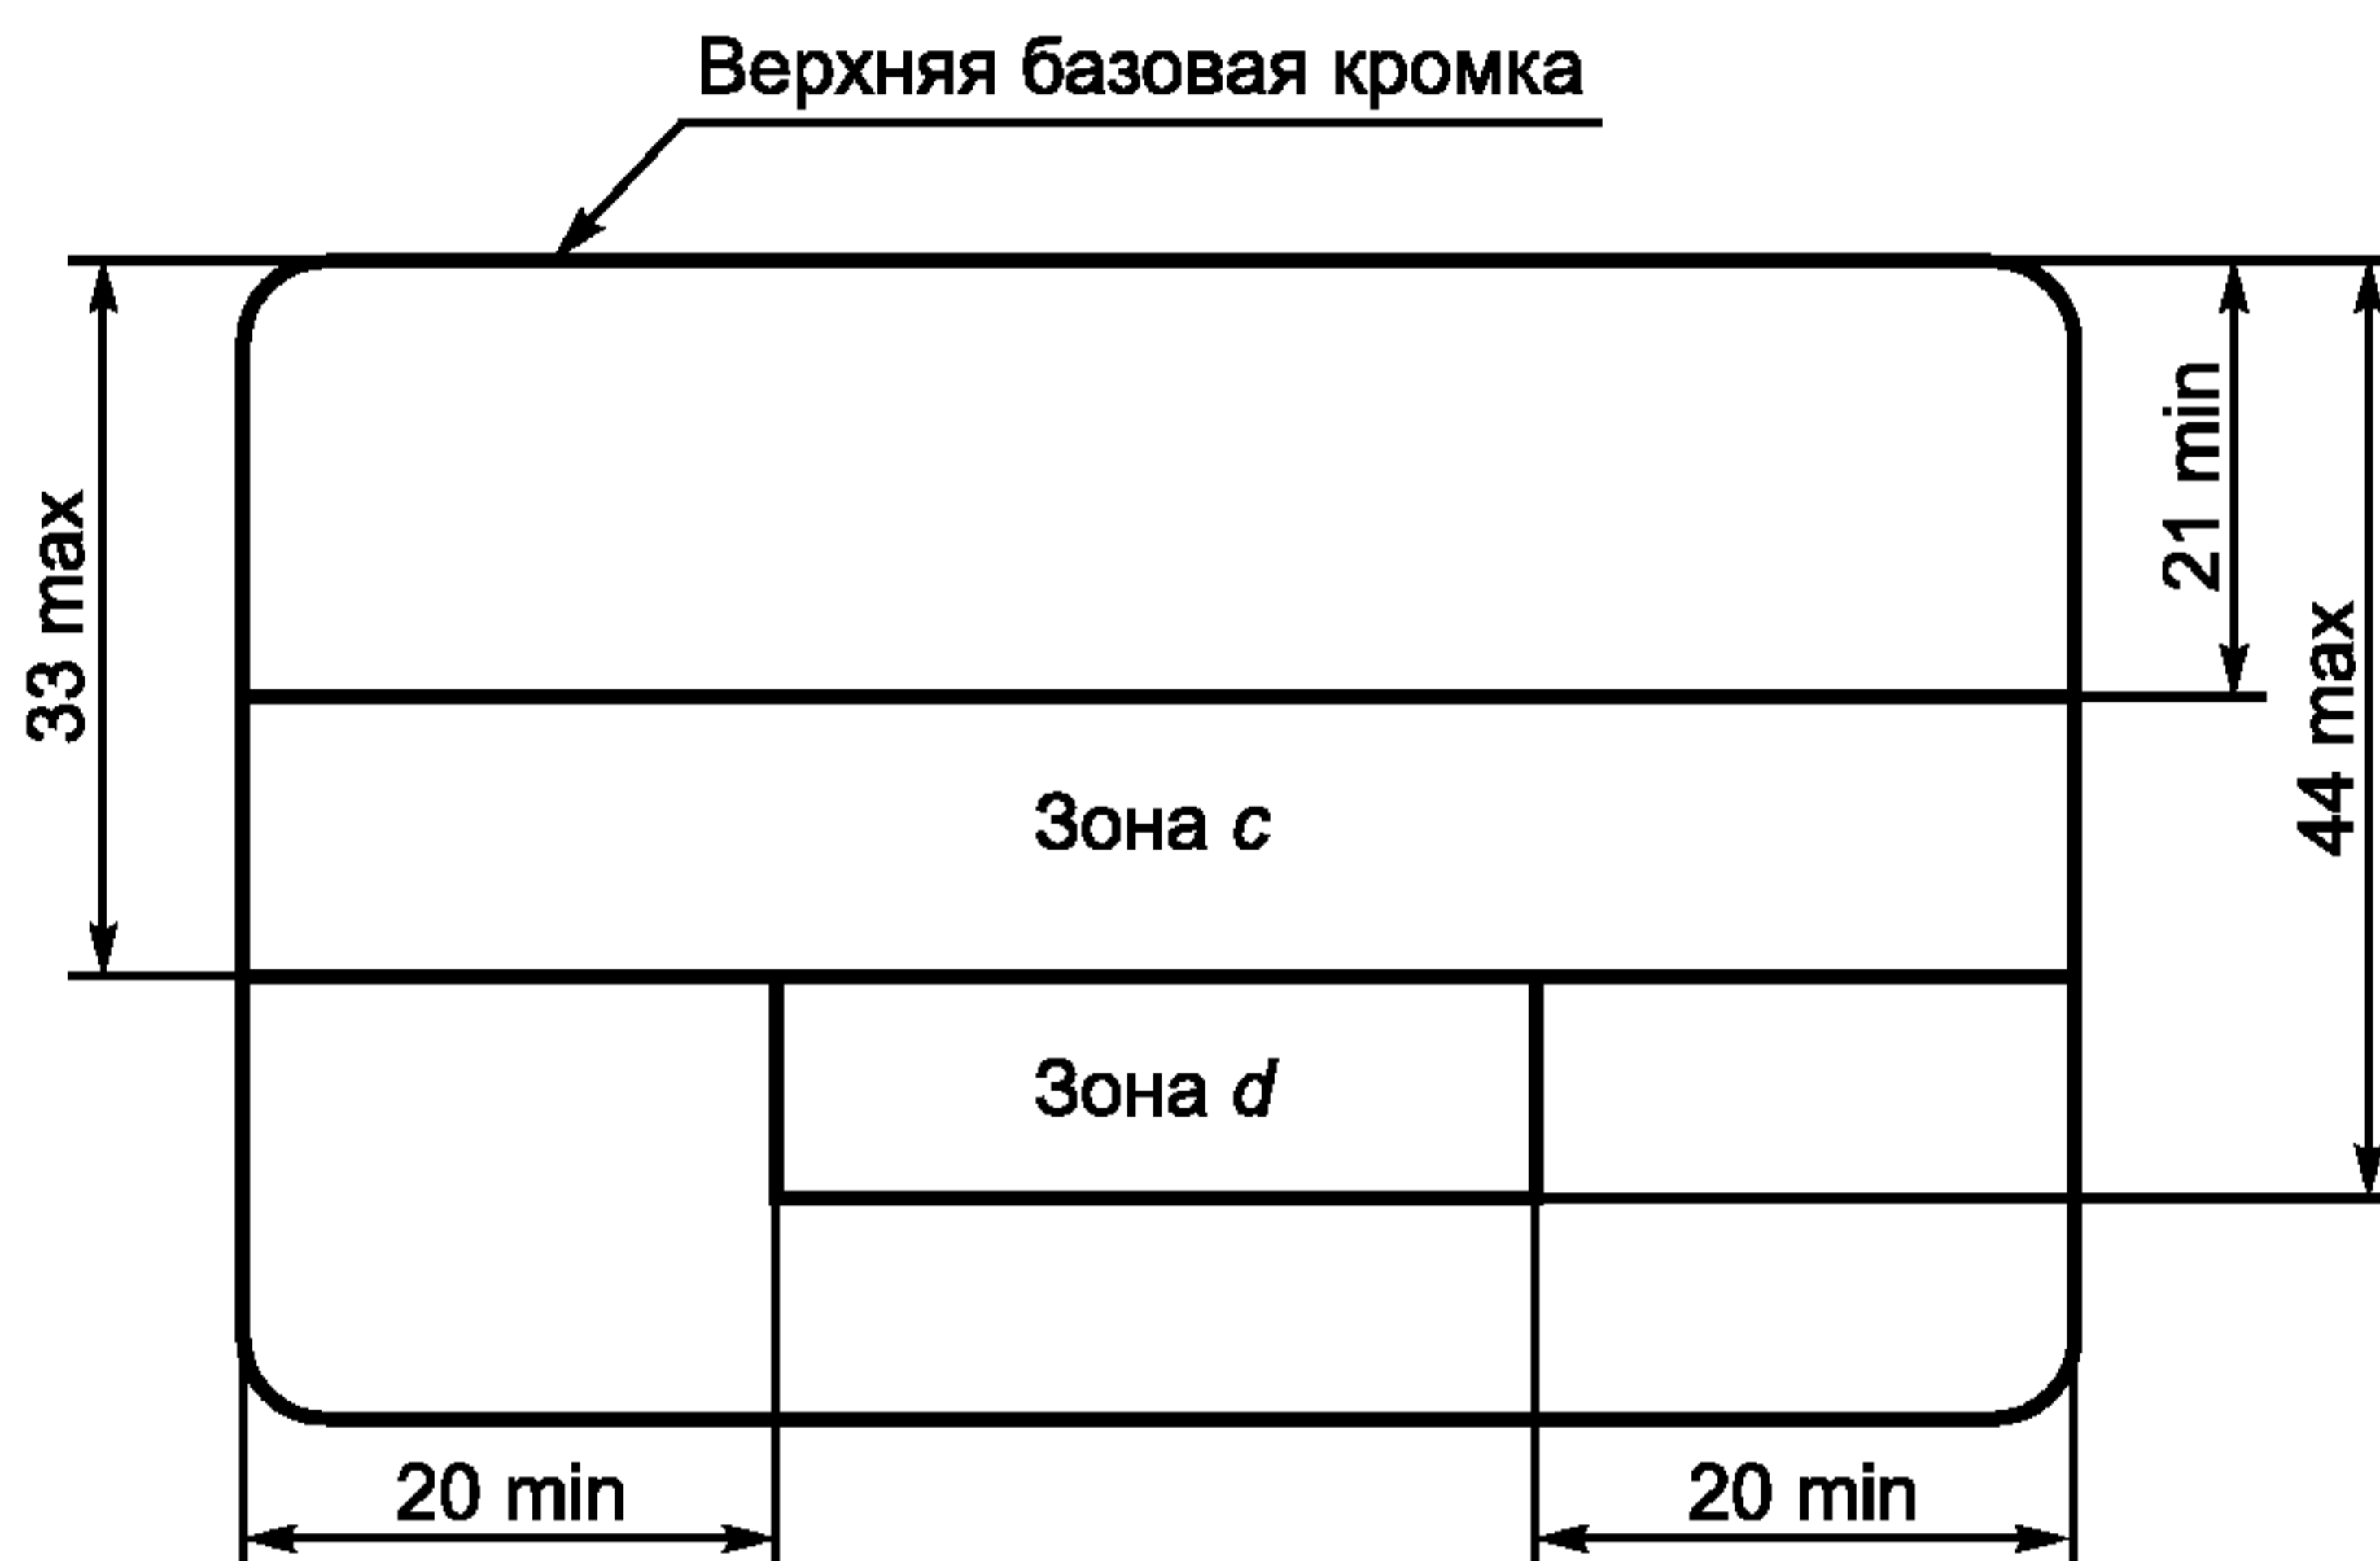 Верхняя базовая кромка
33 max
21 min
44 max
Зона c
Зона d
20 min
20 min